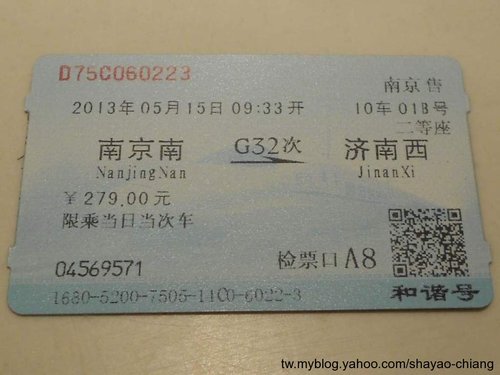 D75C060223
南京售
2013年05月15日09:33开
10车01B号
二等座
南京南 G32次 济南西
NanjingNan JinanXi
￥279.00元
限乘当日当次车
检票口A8
04569571
1680-5200-7505-11C0-6022-3
和谐号
tw.myblog.yahoo.com/shayao-chiang